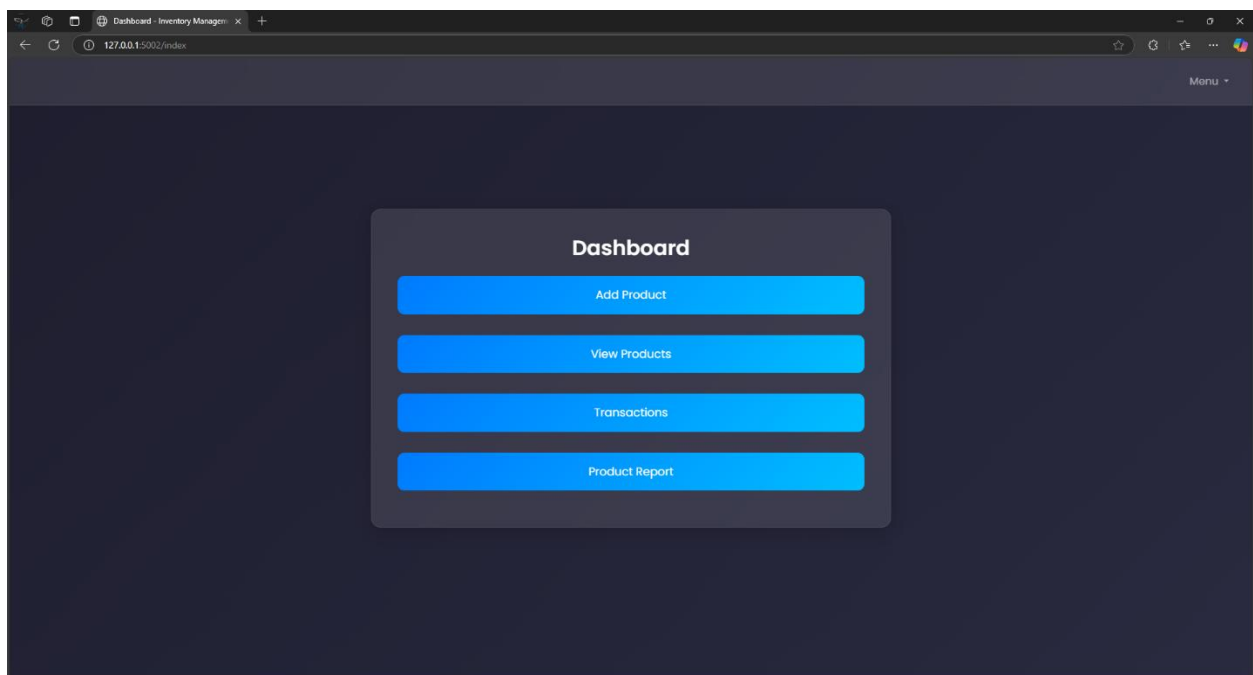 Dashboard - Inventory Managem
127.0.0.1:5002/index
Menu
Dashboard
Add Product
View Products
Transactions
Product Report